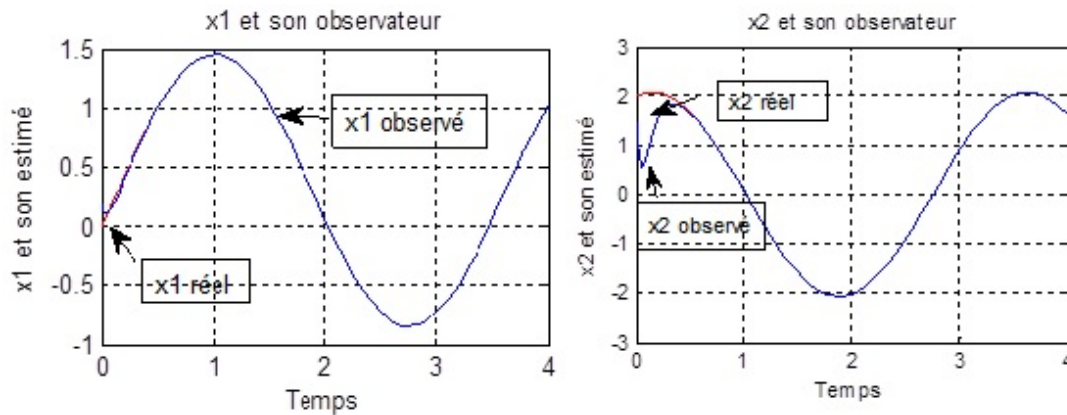 x1 et son observateur
1.5
1
0.5
0
-0.5
-1
x1 et son estimé
x1 observé
x1 réel
0
1
2
3
4
Temps
x2 et son observateur
3
2
1
0
-1
-2
-3
x2 et son estimé
x2 réel
x2 observé
0
1
2
3
4
Temps